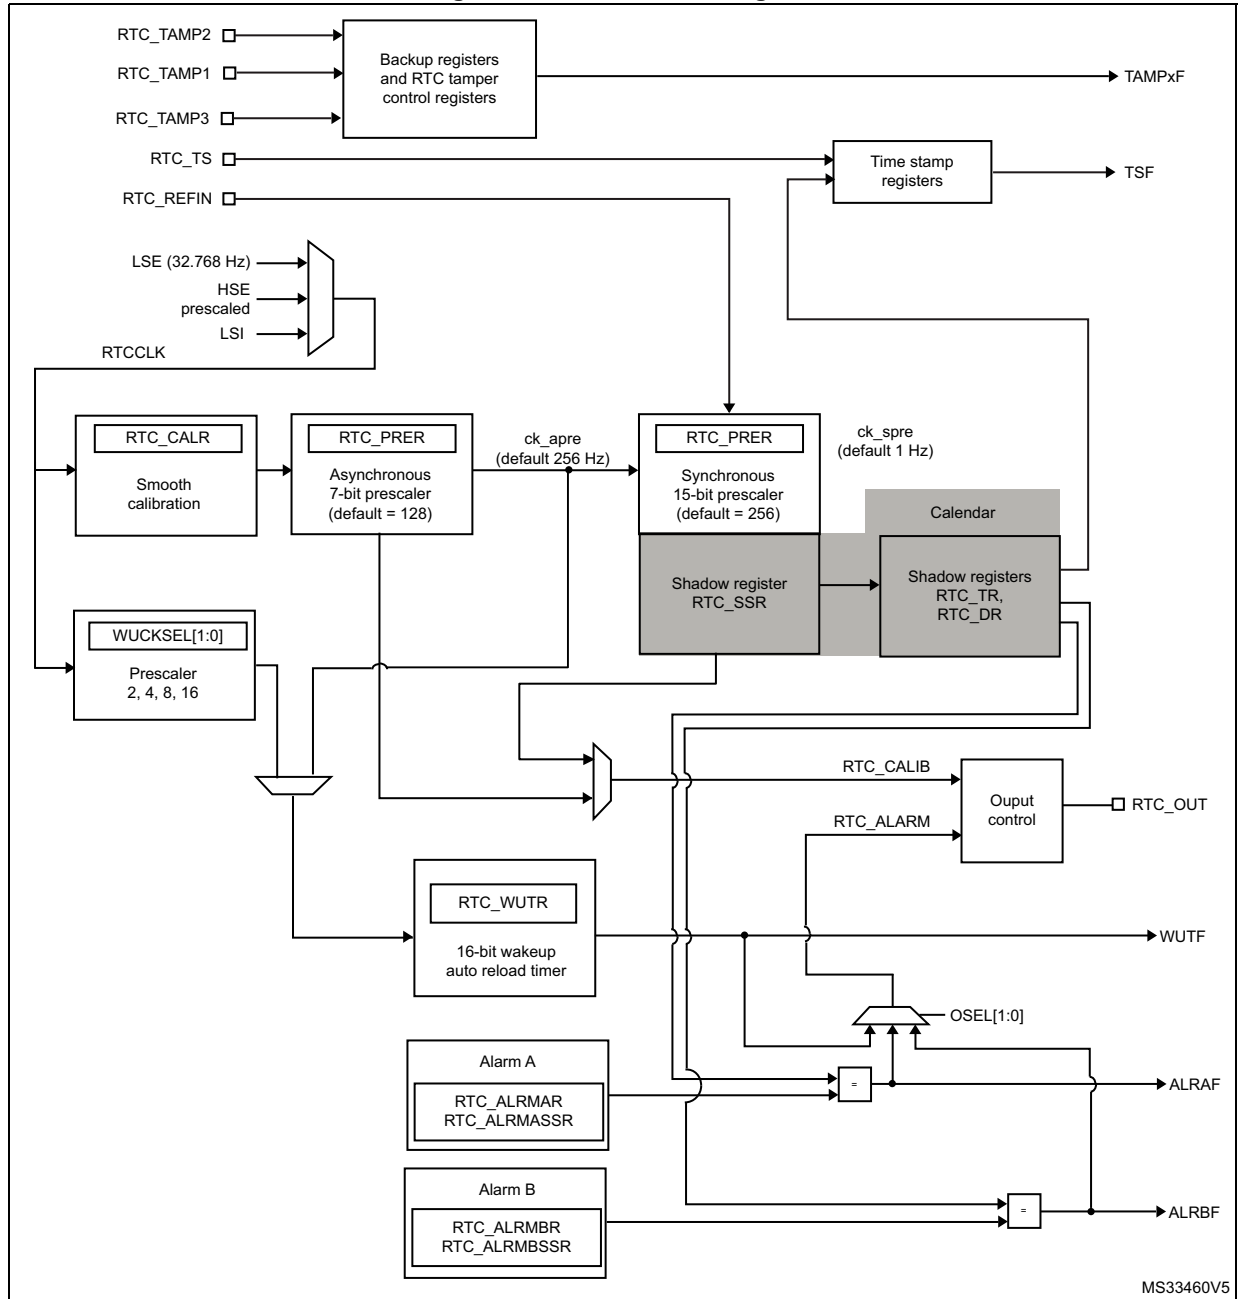 RTC_TAMP2
RTC_TAMP1
RTC_TAMP3
Backup registers
and RTC tamper
control registers
TAMPxF
RTC_TS
Time stamp
registers
TSF
RTC_REFIN
LSE (32.768 Hz)
HSE
prescaled
LSI
RTCCLK
RTC_CALR
Smooth
calibration
RTC_PRER
Asynchronous
7-bit prescaler
(default = 128)
ck_apre
(default 256 Hz)
RTC_PRER
Synchronous
15-bit prescaler
(default = 256)
ck_spre
(default 1 Hz)
Calendar
Shadow register
RTC_SSR
Shadow registers
RTC_TR,
RTC_DR
WUCKSEL[1:0]
Prescaler
2, 4, 8, 16
RTC_CALIB
RTC_ALARM
Ouput
control
RTC_OUT
RTC_WUTR
16-bit wakeup
auto reload timer
WUTF
OSEL[1:0]
Alarm A
RTC_ALRMAR
RTC_ALRMASSR
=
ALRAF
Alarm B
RTC_ALRMBR
RTC_ALRMBSSR
=
ALRBF
MS33460V5